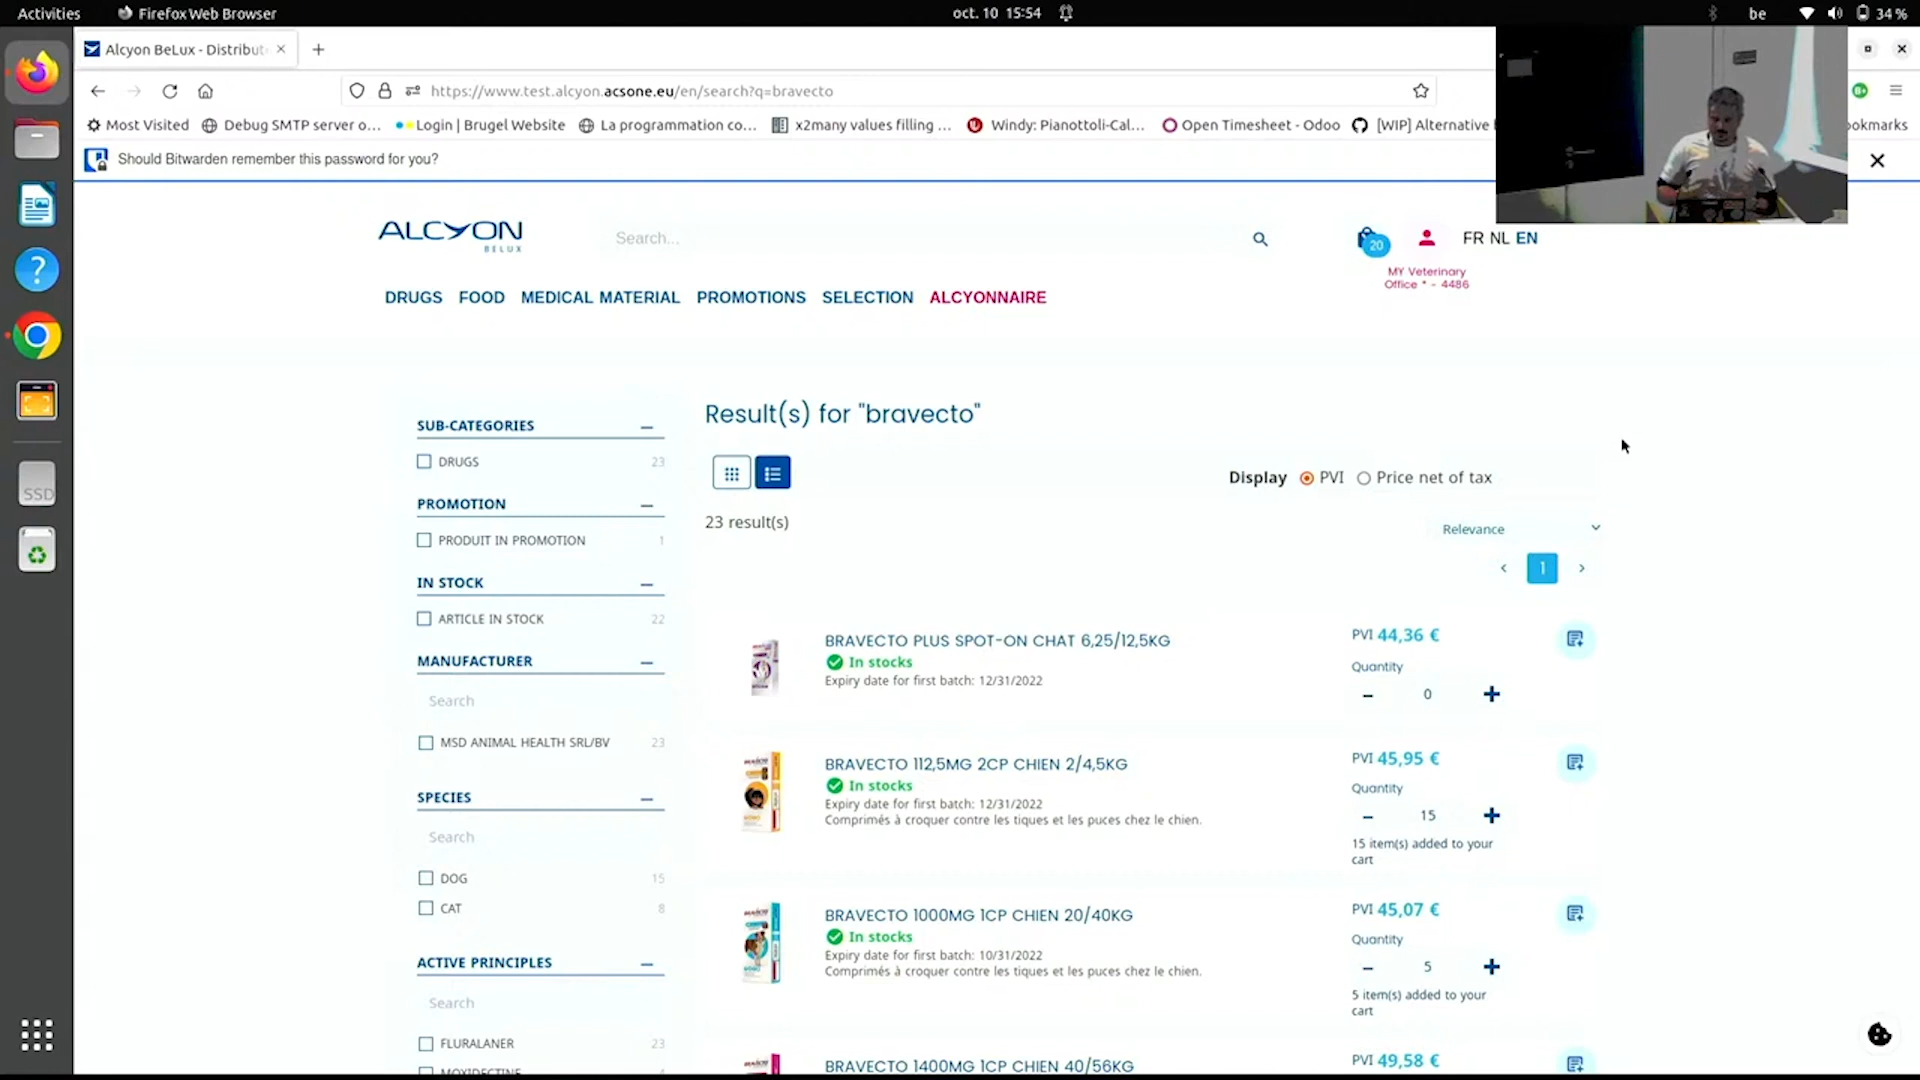 Activities
Firefox Web Browser
oct. 10 15:54
be
34 %
Alcyon BeLux - Distribut
https://www.test.alcyon.acsone.eu/en/search?q=bravecto
Most Visited
Debug SMTP server o...
Login | Brugel Website
La programmation co...
x2many values filling ...
Windy: Pianottoli-Cal...
Open Timesheet - Odoo
[WIP] Alternative
ookmarks
Should Bitwarden remember this password for you?
ALCYON
BELUX
Search...
20
FR NL EN
MY Veterinary
Office * - 4486
DRUGS FOOD MEDICAL MATERIAL PROMOTIONS SELECTION ALCYONNAIRE
SUB-CATEGORIES
DRUGS 23
PROMOTION
PRODUIT IN PROMOTION 1
IN STOCK
ARTICLE IN STOCK 22
MANUFACTURER
Search
MSD ANIMAL HEALTH SRL/BV 23
SPECIES
Search
DOG 15
CAT 8
ACTIVE PRINCIPLES
Search
FLURALANER 23
MOXIDECTINE
Result(s) for "bravecto"
Display PVI Price net of tax
23 result(s)
Relevance
1
BRAVECTO PLUS SPOT-ON CHAT 6,25/12,5KG
In stocks
Expiry date for first batch: 12/31/2022
PVI 44,36 €
Quantity
– 0 +
BRAVECTO 112,5MG 2CP CHIEN 2/4,5KG
In stocks
Expiry date for first batch: 12/31/2022
Comprimés à croquer contre les tiques et les puces chez le chien.
PVI 45,95 €
Quantity
– 15 +
15 item(s) added to your
cart
BRAVECTO 1000MG 1CP CHIEN 20/40KG
In stocks
Expiry date for first batch: 10/31/2022
Comprimés à croquer contre les tiques et les puces chez le chien.
PVI 45,07 €
Quantity
– 5 +
5 item(s) added to your
cart
BRAVECTO 1400MG 1CP CHIEN 40/56KG
PVI 49,58 €
SSD